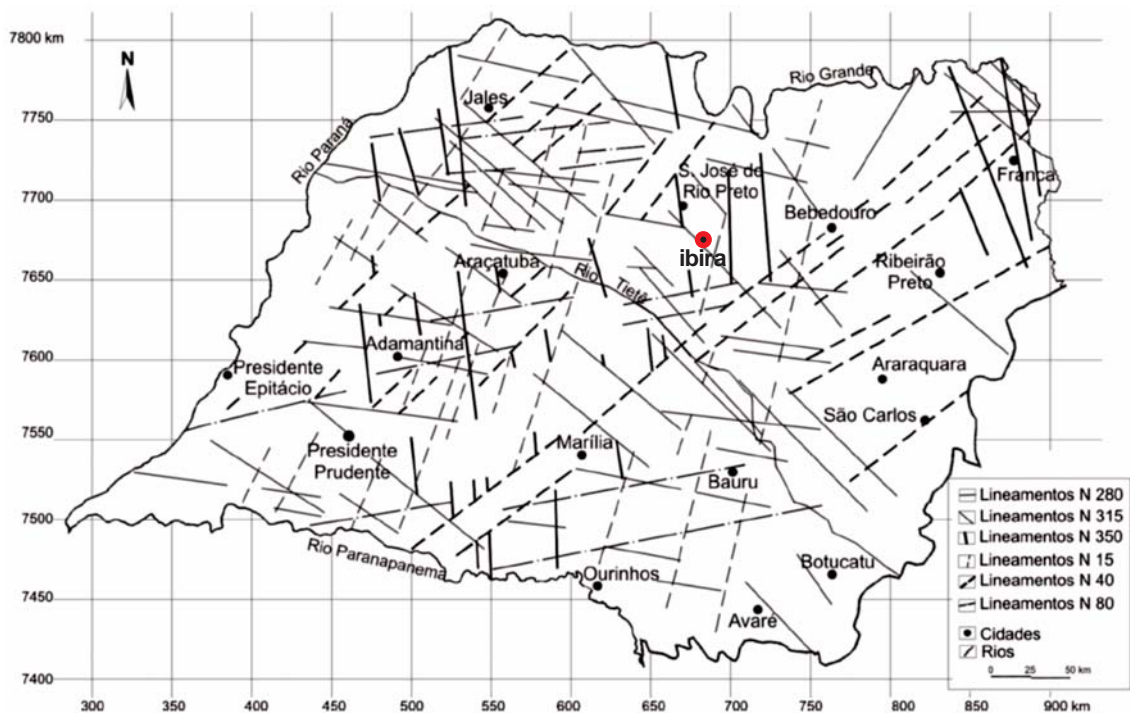 7800 km
N
Rio Grande
Jales
7750
Rio Paraná
França
S. José do
Rio Preto
7700
Bebedouro
ibira
7650
Araçatuba
Rio Tietê
Ribeirão
Preto
Adamantina
7600
Presidente
Epitácio
Araraquara
São Carlos
7550
Presidente
Prudente
Marília
Bauru
7500
Rio Paranapanema
Ourinhos
Botucatu
7450
Avaré
7400
Lineamentos N 280
Lineamentos N 315
Lineamentos N 350
Lineamentos N 15
Lineamentos N 40
Lineamentos N 80
Cidades
Rios
0 25 50 km
300 350 400 450 500 550 600 650 700 750 800 850 900 km